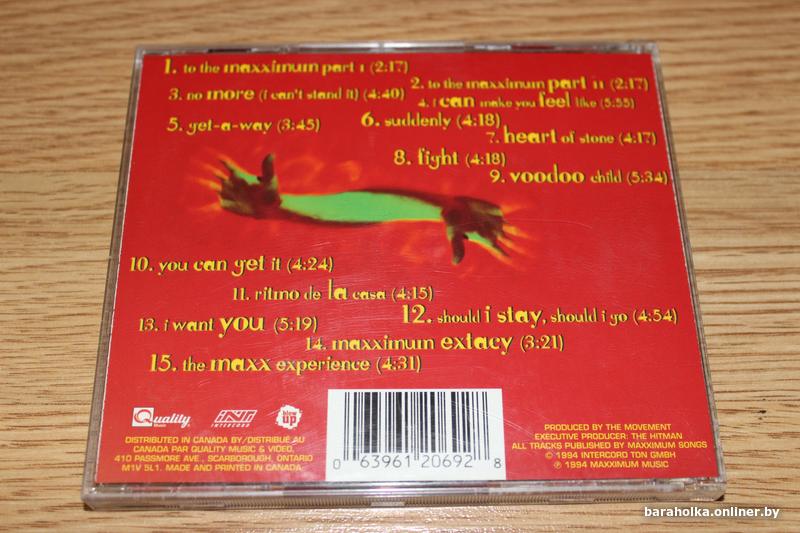 1. to the maxximum part 1 (2:17)
2. to the maxximum part 11 (2:17)
3. no more (i can't stand it) (4:40)
4. i can make you feel like (5:55)
5. get-a-way (3:45)
6. suddenly (4:18)
7. heart of stone (4:17)
8. fight (4:18)
9. voodoo child (5:34)
10. you can get it (4:24)
11. ritmo de la casa (4:15)
12. should i stay, should i go (4:54)
13. i want you (5:19)
14. maxximum extacy (3:21)
15. the maxx experience (4:31)
Quality
Music
INT
INTERCORD
blow up
DISTRIBUTED IN CANADA BY/DISTRIBUÉ AU
CANADA PAR QUALITY MUSIC & VIDEO,
410 PASSMORE AVE., SCARBOROUGH, ONTARIO
M1V 5L1. MADE AND PRINTED IN CANADA.
0 63961 20692 8
PRODUCED BY THE MOVEMENT
EXECUTIVE PRODUCER: THE HITMAN
ALL TRACKS PUBLISHED BY MAXXIMUM SONGS
© 1994 INTERCORD TON GMBH
℗ 1994 MAXXIMUM MUSIC
baraholka.onliner.by